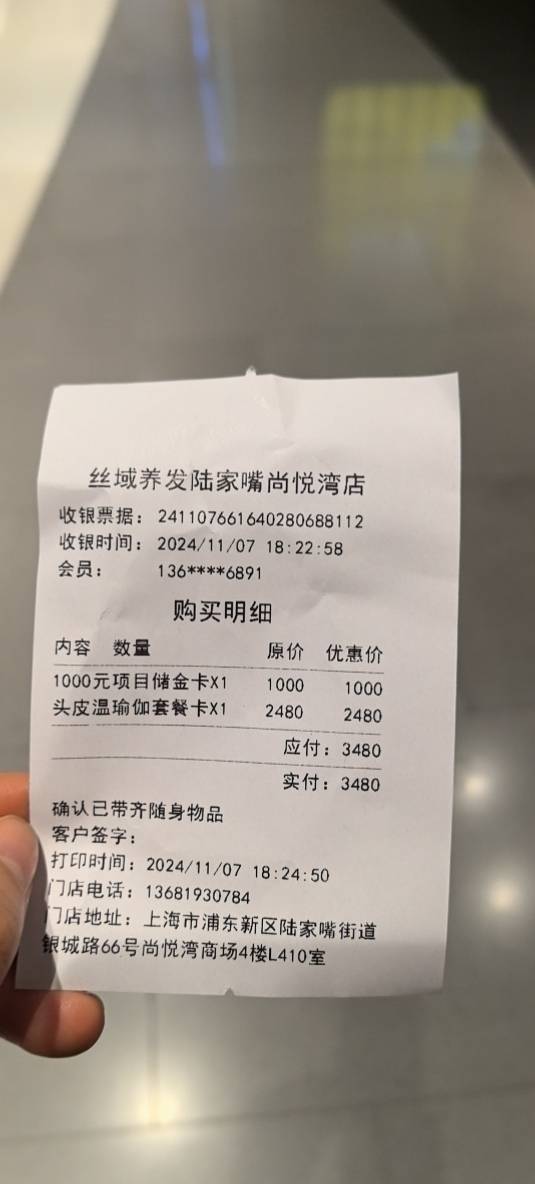 丝域养发陆家嘴尚悦湾店
收银票据: 241107661640280688112
收银时间: 2024/11/07 18:22:58
会员: 136****6891
购买明细
内容 数量 原价 优惠价
1000元项目储金卡X1 1000 1000
头皮温瑜伽套餐卡X1 2480 2480
应付: 3480
实付: 3480
确认已带齐随身物品
客户签字:
打印时间: 2024/11/07 18:24:50
门店电话: 13681930784
门店地址: 上海市浦东新区陆家嘴街道
银城路66号尚悦湾商场4楼L410室